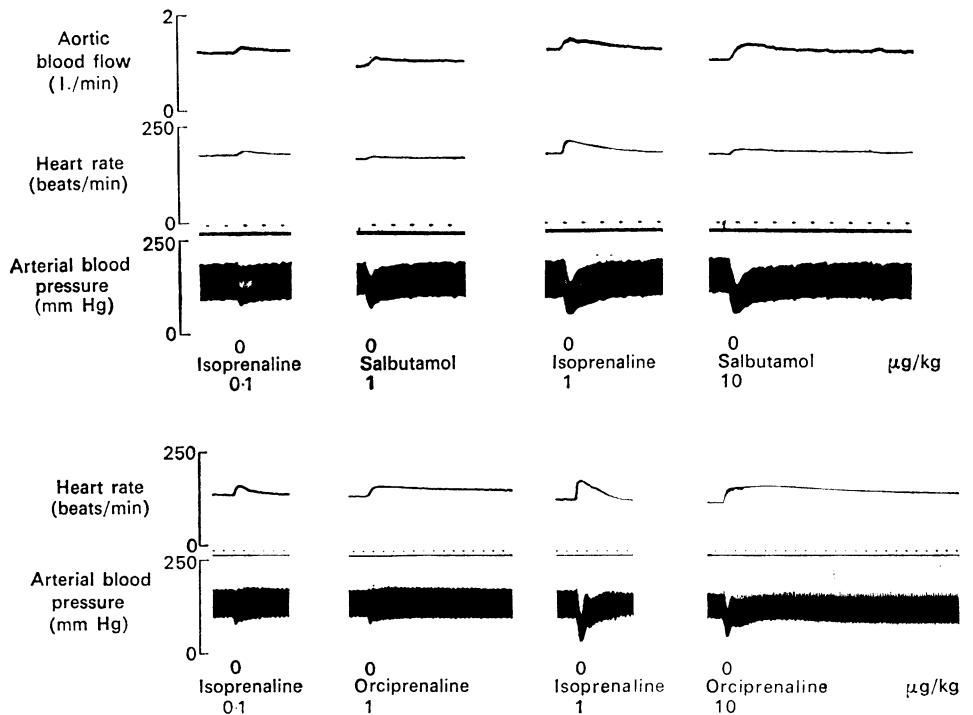 2
Aortic
blood flow
(l./min)
0
250
Heart rate
(beats/min)
0
250
Arterial blood
pressure
(mm Hg)
0
0 0 0 0
Isoprenaline Salbutamol Isoprenaline Salbutamol μg/kg
0·1 1 1 10
250
Heart rate
(beats/min)
0
250
Arterial blood
pressure
(mm Hg)
0
0 0 0 0
Isoprenaline Orciprenaline Isoprenaline Orciprenaline μg/kg
0·1 1 1 10